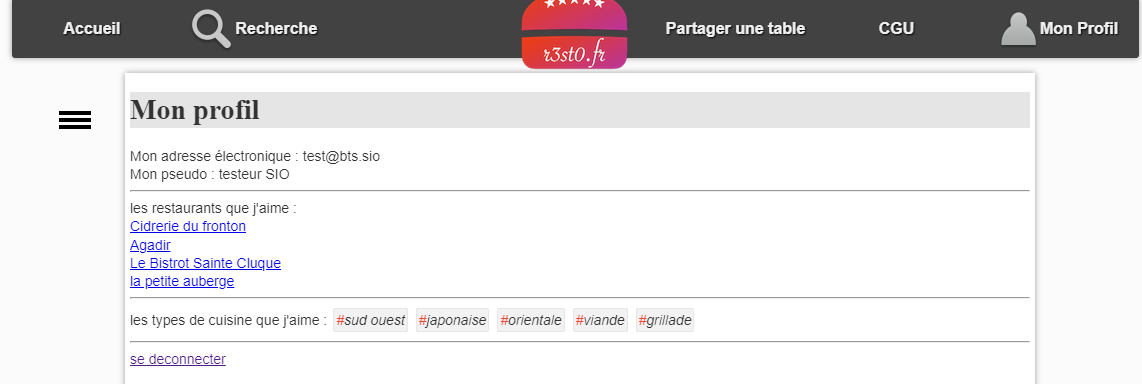 Accueil
Recherche
r3st0.fr
Partager une table
CGU
Mon Profil
Mon profil
Mon adresse électronique : test@bts.sio
Mon pseudo : testeur SIO
les restaurants que j'aime :
Cidrerie du fronton
Agadir
Le Bistrot Sainte Cluque
la petite auberge
les types de cuisine que j'aime : #sud ouest #japonaise #orientale #viande #grillade
se deconnecter